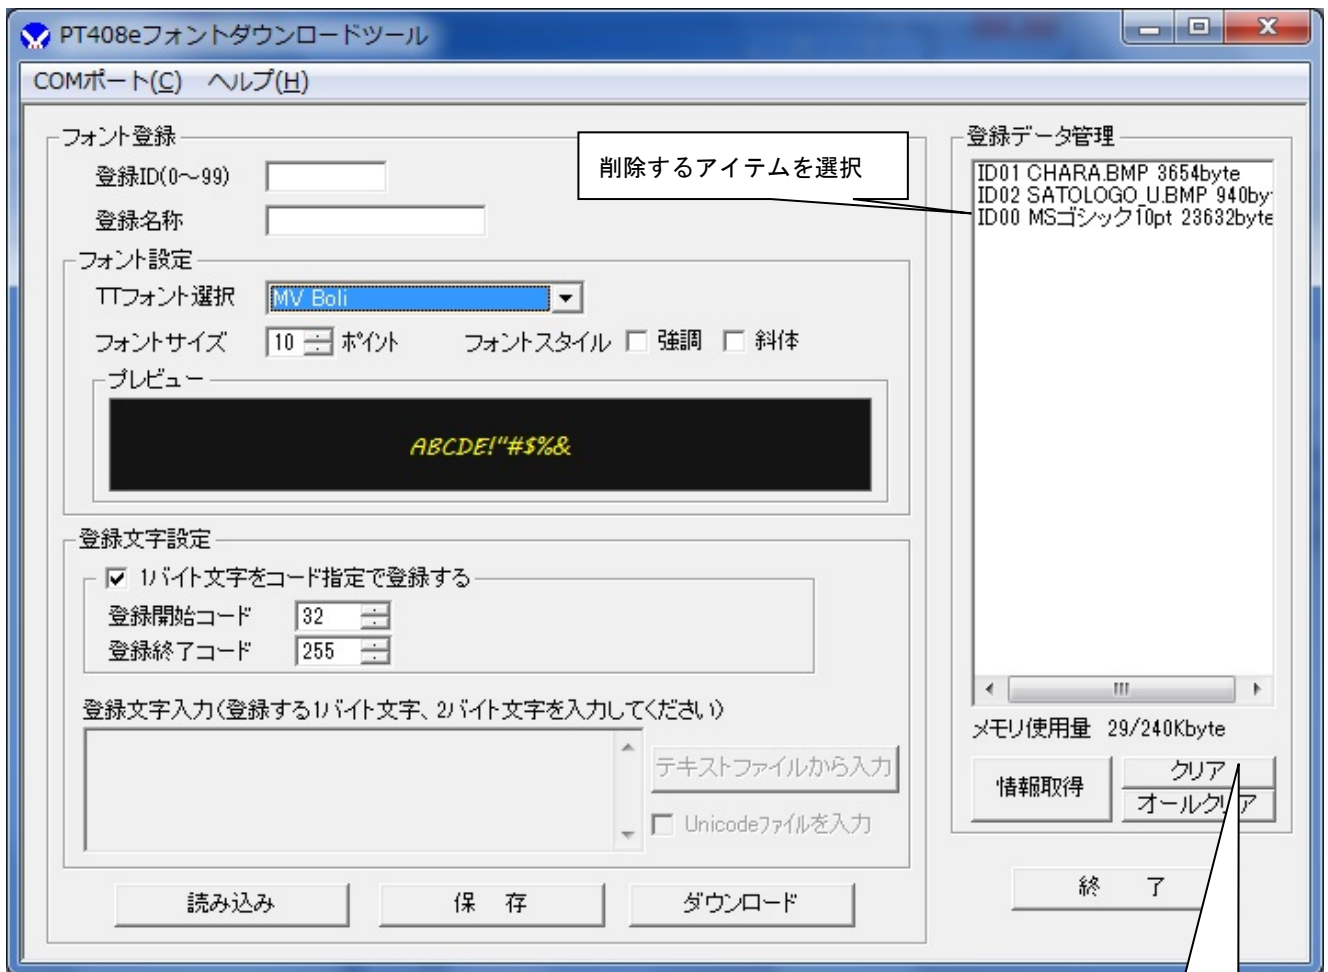 PT408eフォントダウンロードツール
COMポート(C) ヘルプ(H)
フォント登録
登録ID(0～99)
登録名称
削除するアイテムを選択
フォント設定
TTフォント選択 MV Boli
フォントサイズ 10 ポイント フォントスタイル 強調 斜体
プレビュー
ABCDE!"#$%&
登録文字設定
1バイト文字をコード指定で登録する
登録開始コード 32
登録終了コード 255
登録文字入力(登録する1バイト文字、2バイト文字を入力してください)
テキストファイルから入力
Unicodeファイルを入力
読み込み 保 存 ダウンロード
登録データ管理
ID01 CHARA.BMP 3654byte
ID02 SATOLOGO_U.BMP 940by
ID00 MSゴシック10pt 23632byte
メモリ使用量 29/240Kbyte
情報取得 クリア
オールクリア
終 了